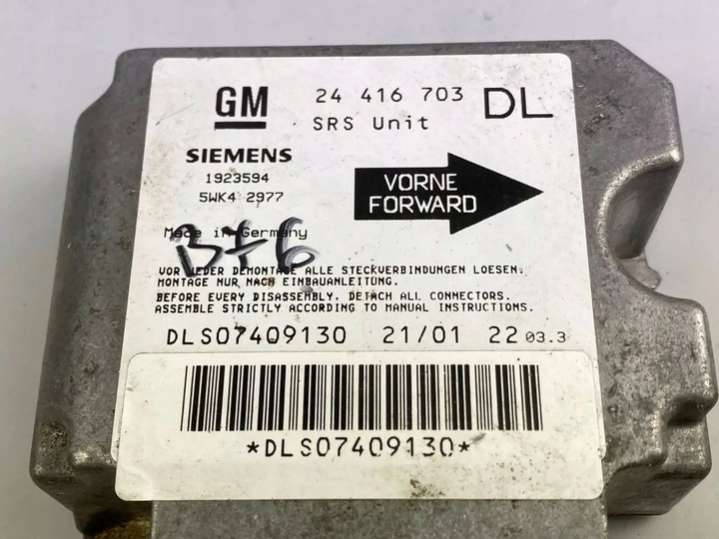 GM 24 416 703 DL
SRS Unit
SIEMENS
1923594
5WK4 2977
VORNE
FORWARD
Made in Germany
B76
VOR JEDER DEMONTAGE ALLE STECKVERBINDUNGEN LOESEN.
MONTAGE NUR NACH EINBAUANLEITUNG.
BEFORE EVERY DISASSEMBLY, DETACH ALL CONNECTORS.
ASSEMBLE STRICTLY ACCORDING TO MANUAL INSTRUCTIONS.
DLS07409130 21/01 22 03.3
*DLS07409130*